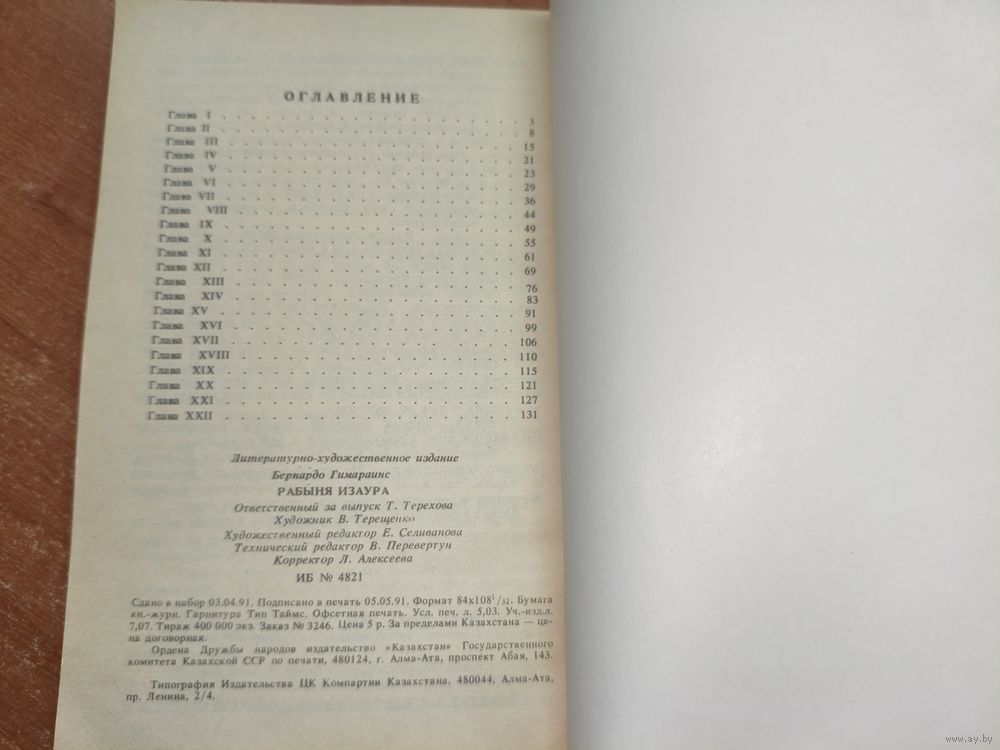 ОГЛАВЛЕНИЕ
Глава I . . . 3
Глава II . . . 8
Глава III . . . 15
Глава IV . . . 21
Глава V . . . 23
Глава VI . . . 29
Глава VII . . . 36
Глава VIII . . . 44
Глава IX . . . 49
Глава X . . . 55
Глава XI . . . 61
Глава XII . . . 69
Глава XIII . . . 76
Глава XIV . . . 83
Глава XV . . . 91
Глава XVI . . . 99
Глава XVII . . . 106
Глава XVIII . . . 110
Глава XIX . . . 115
Глава XX . . . 121
Глава XXI . . . 127
Глава XXII . . . 131
Литературно-художественное издание
Бернардо Гимараинс
РАБЫНЯ ИЗАУРА
Ответственный за выпуск Т. Терехова
Художник В. Терещенко
Художественный редактор Е. Селиванова
Технический редактор В. Перевертун
Корректор Л. Алексеева
ИБ № 4821
Сдано в набор 03.04.91. Подписано в печать 05.05.91. Формат 84x108¹/32. Бумага
кн.-журн. Гарнитура Тип Таймс. Офсетная печать. Усл. печ. л. 5,03. Уч.-изд.л.
7,07. Тираж 400 000 экз. Заказ № 3246. Цена 5 р. За пределами Казахстана — це-
на договорная.
Ордена Дружбы народов издательство «Казахстан» Государственного
комитета Казахской ССР по печати, 480124, г. Алма-Ата, проспект Абая, 143.
Типография Издательства ЦК Компартии Казахстана, 480044, Алма-Ата,
пр. Ленина, 2/4.
www.ay.by